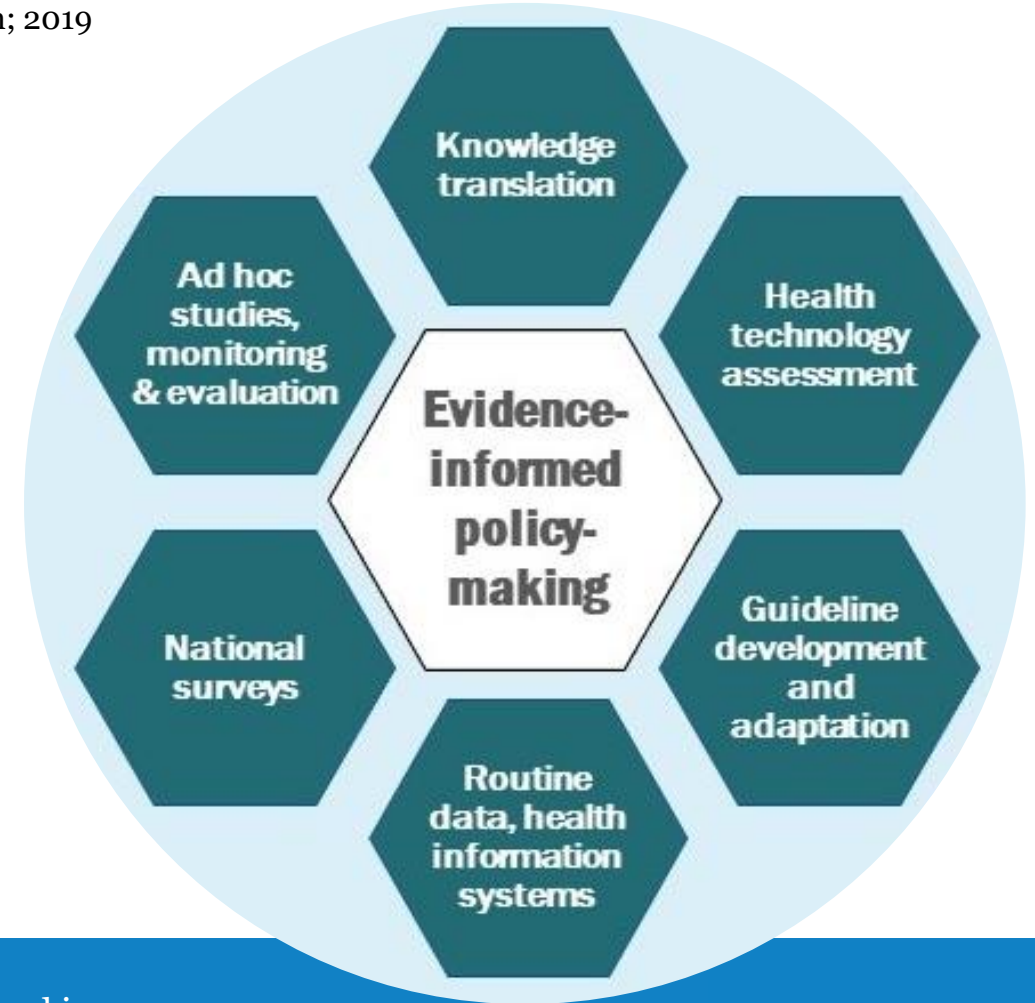 ; 2019
Knowledge
translation
Ad hoc
studies,
monitoring
& evaluation
Health
technology
assessment
Evidence-
informed
policy-
making
National
surveys
Guideline
development
and
adaptation
Routine
data, health
information
systems